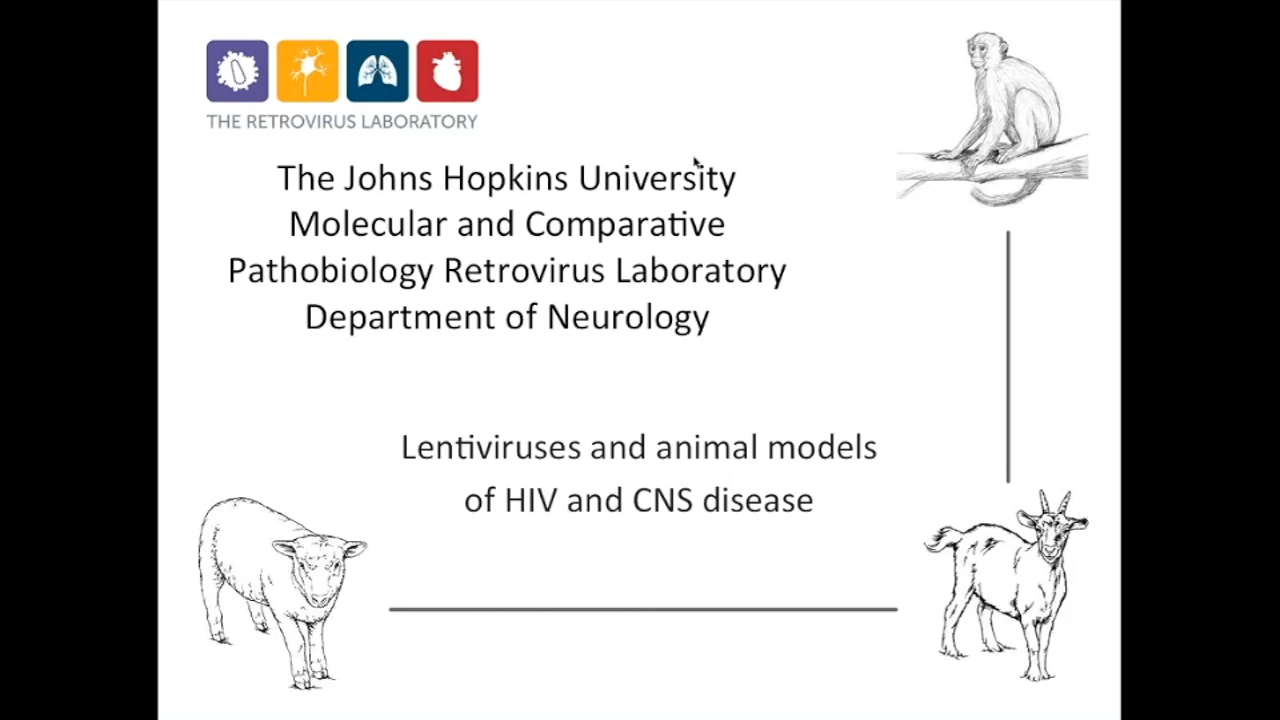 THE RETROVIRUS LABORATORY
The Johns Hopkins University
Molecular and Comparative
Pathobiology Retrovirus Laboratory
Department of Neurology
Lentiviruses and animal models
of HIV and CNS disease